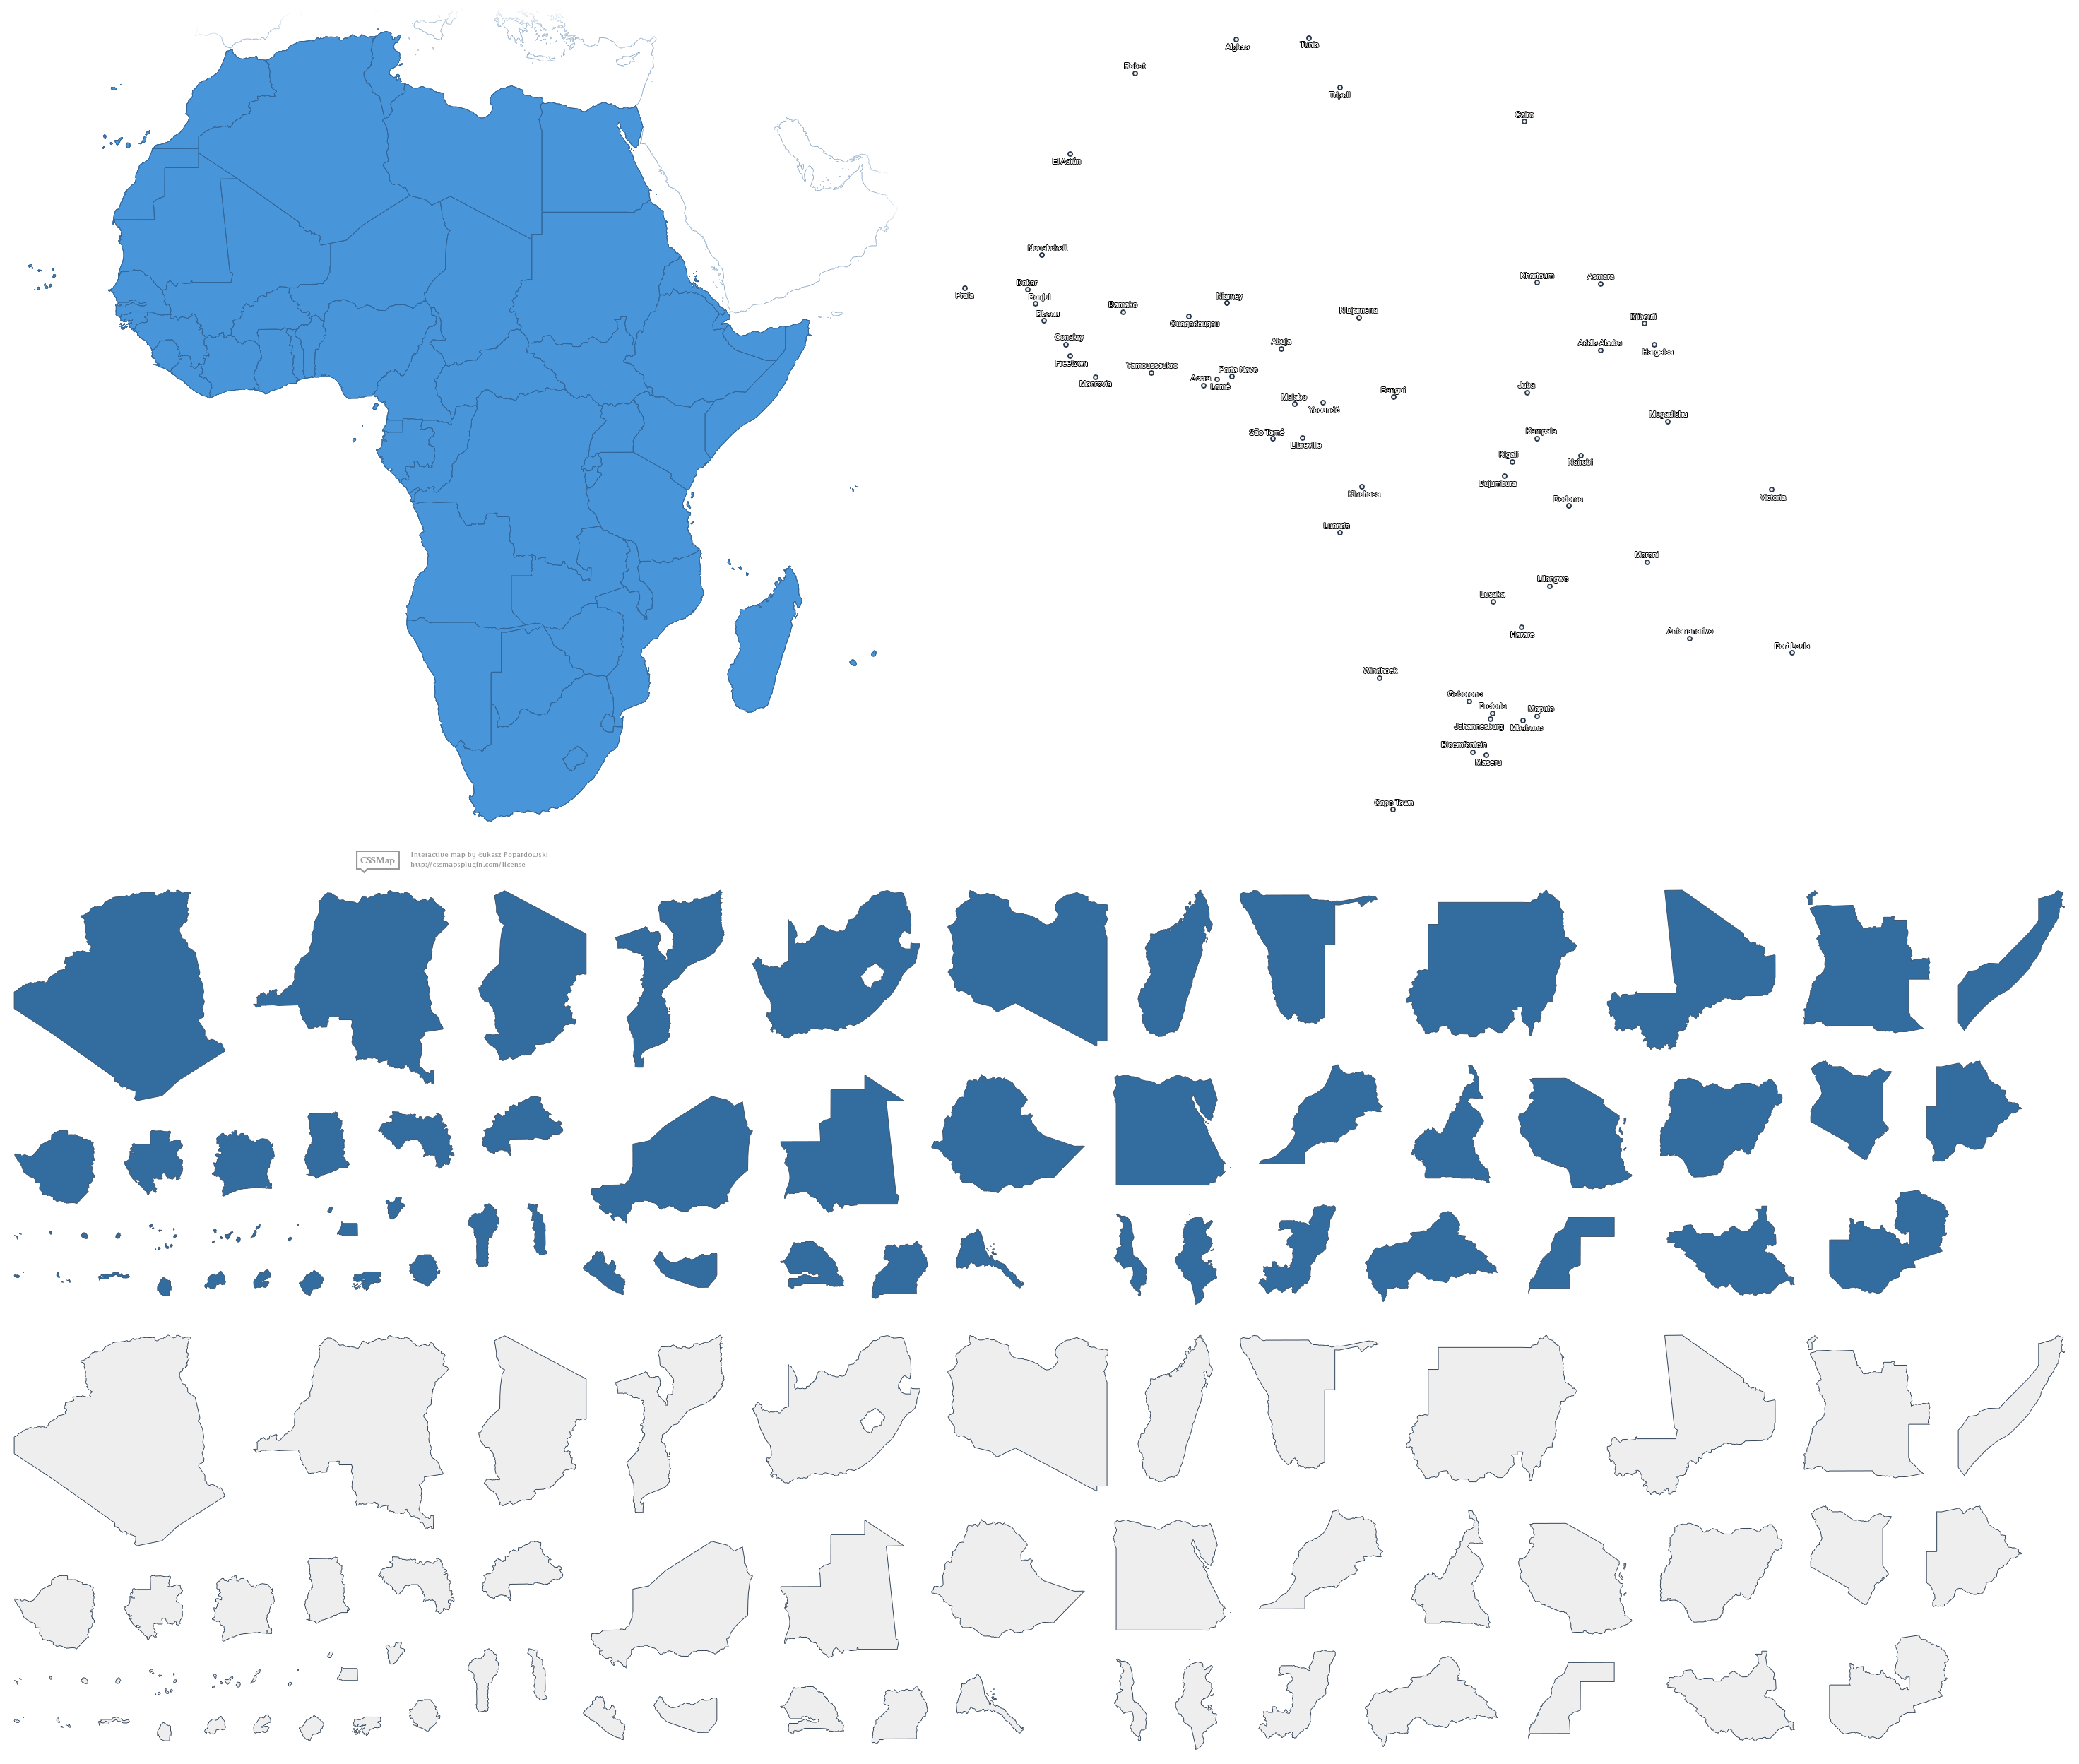 Algiers
Tunis
Rabat
Tripoli
Cairo
El Aaiún
Nouakchott
Khartoum
Asmara
Praia
Dakar
Banjul
Niamey
Bamako
N'Djamena
Bissau
Ouagadougou
Djibouti
Conakry
Abuja
Addis Ababa
Hargeisa
Freetown
Yamoussoukro
Porto Novo
Monrovia
Accra
Lomé
Juba
Bangui
Malabo
Yaoundé
Mogadishu
São Tomé
Kampala
Libreville
Kigali
Nairobi
Bujumbura
Kinshasa
Dodoma
Victoria
Luanda
Moroni
Lilongwe
Lusaka
Harare
Antananarivo
Port Louis
Windhoek
Gaborone
Pretoria
Maputo
Johannesburg
Mbabane
Bloemfontein
Maseru
Cape Town
CSSMap
Interactive map by Łukasz Popardowski
http://cssmapsplugin.com/license